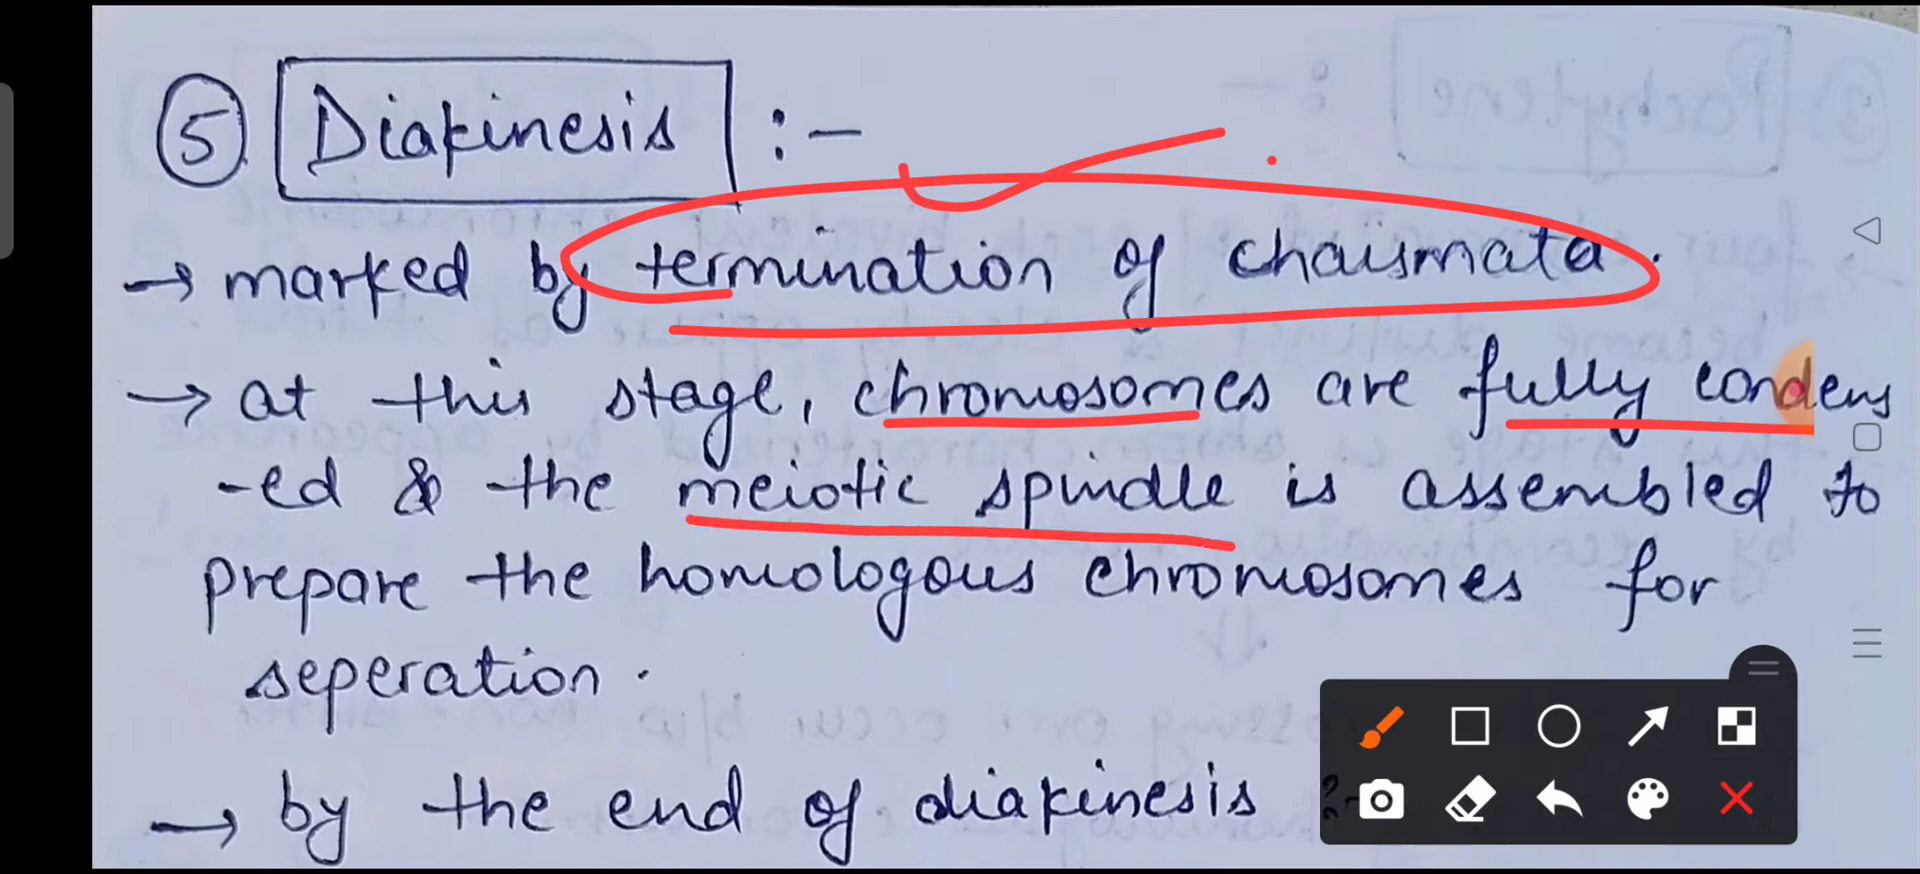 5 Diakinesis :-
→ marked by termination of chaismata.
→ at this stage, chromosomes are fully condens
-ed & the meiotic spindle is assembled to
prepare the homologous chromosomes for
seperation.
→ by the end of diakinesis